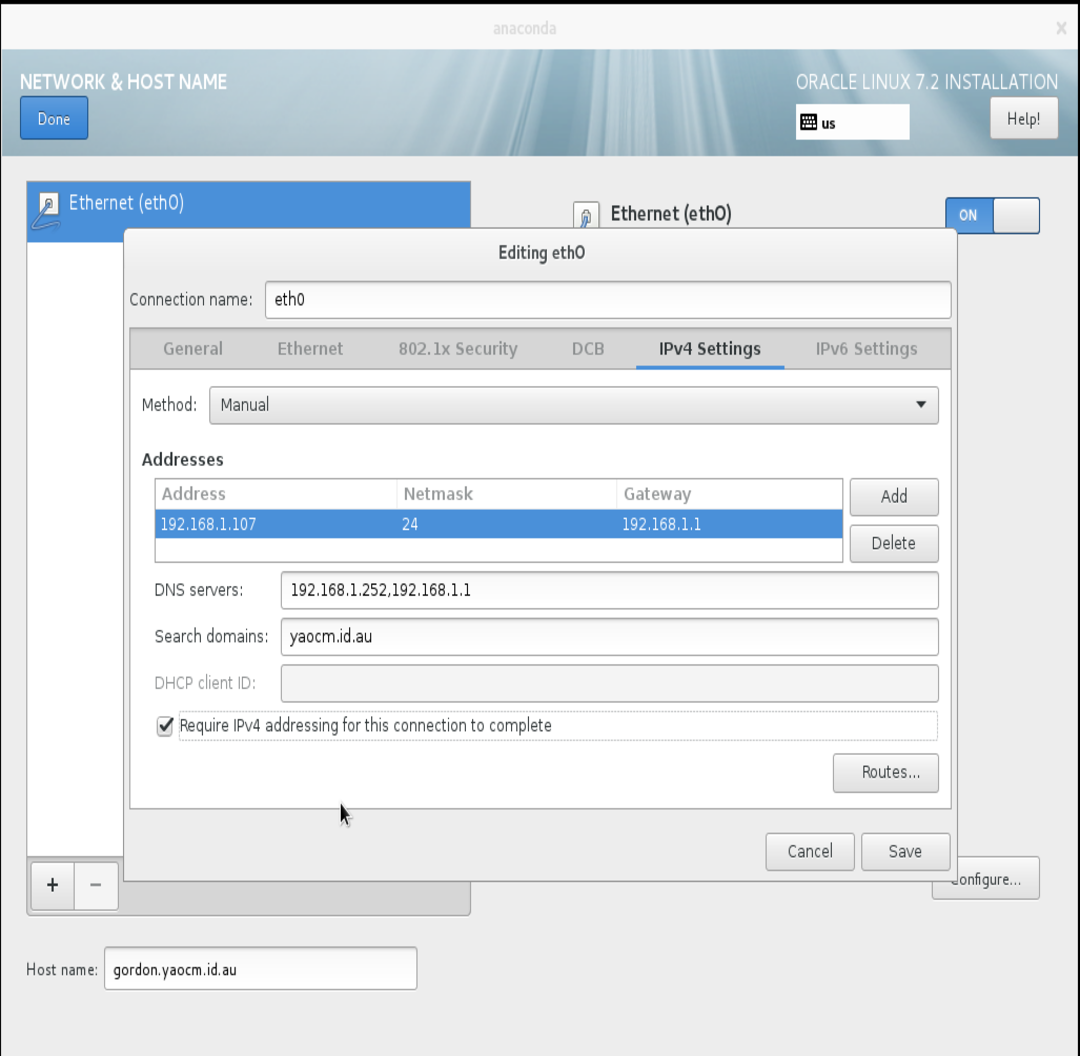 anaconda x
NETWORK & HOST NAME
ORACLE LINUX 7.2 INSTALLATION
Done
us
Help!
Ethernet (eth0)
Ethernet (eth0)
ON
Editing eth0
Connection name: eth0
General Ethernet 802.1x Security DCB IPv4 Settings IPv6 Settings
Method: Manual
Addresses
Address Netmask Gateway
Add
192.168.1.107 24 192.168.1.1
Delete
DNS servers: 192.168.1.252,192.168.1.1
Search domains: yaocm.id.au
DHCP client ID:
Require IPv4 addressing for this connection to complete
Routes...
Cancel Save
+ −
onfigure...
Host name: gordon.yaocm.id.au